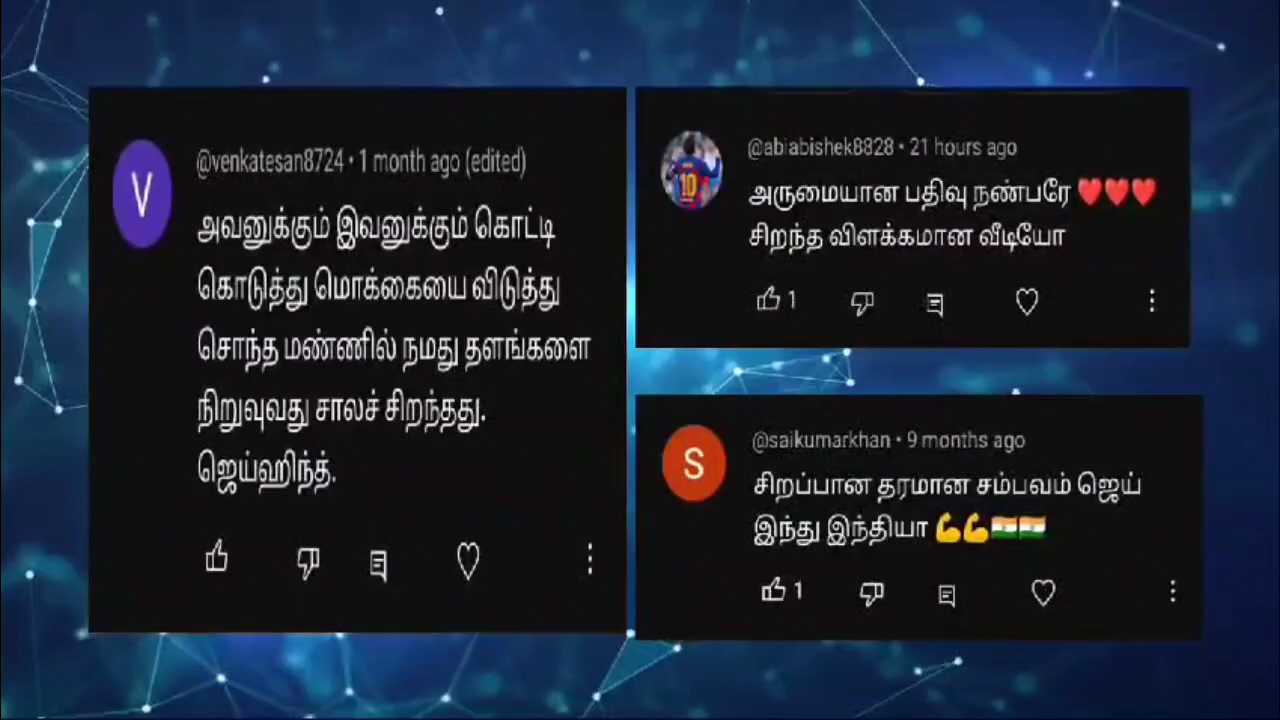 @venkatesan8724 • 1 month ago (edited)
அவனுக்கும் இவனுக்கும் கொட்டி
கொடுத்து மொக்கையை விடுத்து
சொந்த மண்ணில் நமது தளங்களை
நிறுவுவது சாலச் சிறந்தது.
ஜெய்ஹிந்த்.
V
@abiabishek8828 • 21 hours ago
அருமையான பதிவு நண்பரே ❤️❤️❤️
சிறந்த விளக்கமான வீடியோ
1
10
@saikumarkhan • 9 months ago
சிறப்பான தரமான சம்பவம் ஜெய்
இந்து இந்தியா 💪💪🇮🇳🇮🇳
1
S